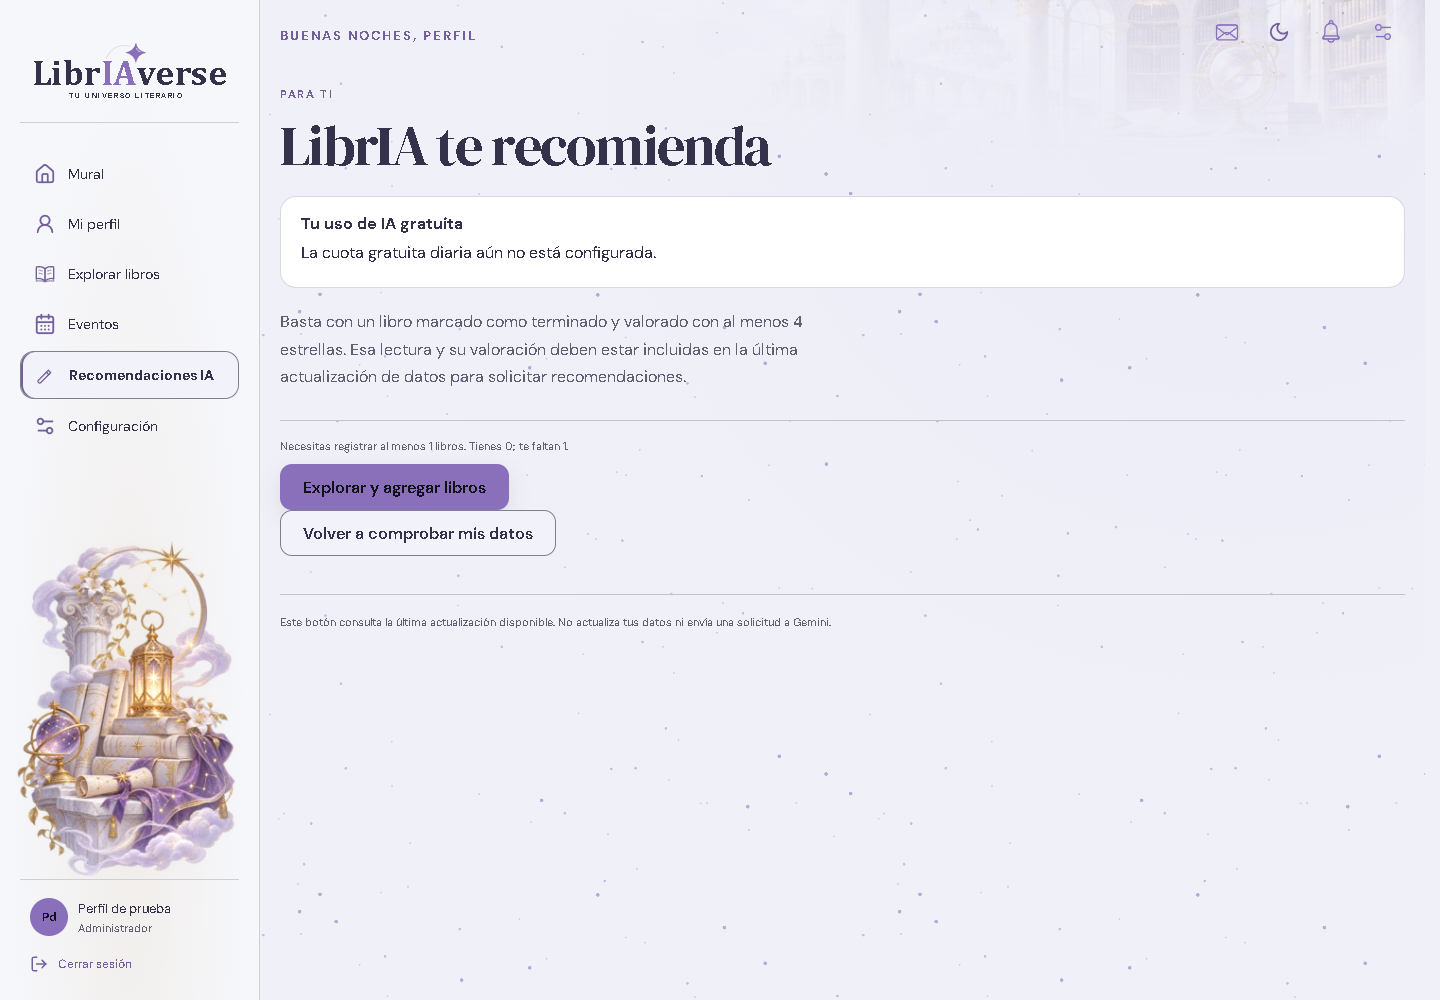 LibrIAverse
TU UNIVERSO LITERARIO
Mural
Mi perfil
Explorar libros
Eventos
Recomendaciones IA
Configuración
Pd
Perfil de prueba
Administrador
Cerrar sesión
BUENAS NOCHES, PERFIL
PARA TI
LibrIA te recomienda
Tu uso de IA gratuita
La cuota gratuita diaria aún no está configurada.
Basta con un libro marcado como terminado y valorado con al menos 4
estrellas. Esa lectura y su valoración deben estar incluidas en la última
actualización de datos para solicitar recomendaciones.
Necesitas registrar al menos 1 libros. Tienes 0; te faltan 1.
Explorar y agregar libros
Volver a comprobar mis datos
Este botón consulta la última actualización disponible. No actualiza tus datos ni envía una solicitud a Gemini.